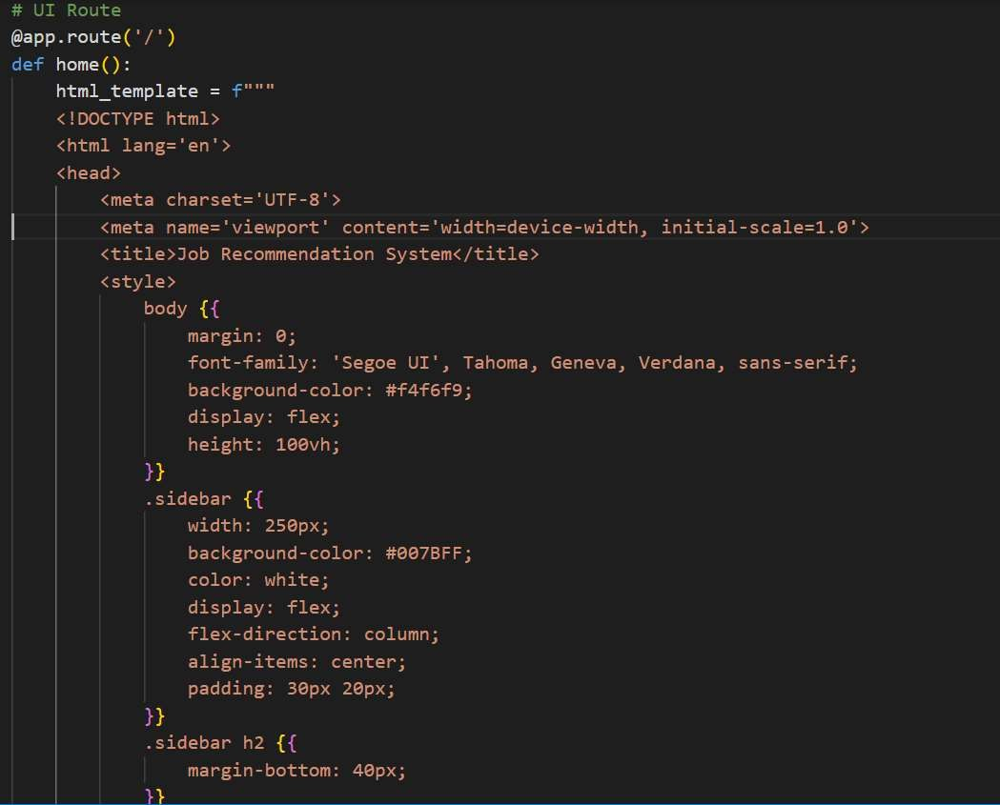 # UI Route
@app.route('/')
def home():
    html_template = f"""
    <!DOCTYPE html>
    <html lang='en'>
    <head>
        <meta charset='UTF-8'>
        <meta name='viewport' content='width=device-width, initial-scale=1.0'>
        <title>Job Recommendation System</title>
        <style>
            body {{
                margin: 0;
                font-family: 'Segoe UI', Tahoma, Geneva, Verdana, sans-serif;
                background-color: #f4f6f9;
                display: flex;
                height: 100vh;
            }}
            .sidebar {{
                width: 250px;
                background-color: #007BFF;
                color: white;
                display: flex;
                flex-direction: column;
                align-items: center;
                padding: 30px 20px;
            }}
            .sidebar h2 {{
                margin-bottom: 40px;
            }}